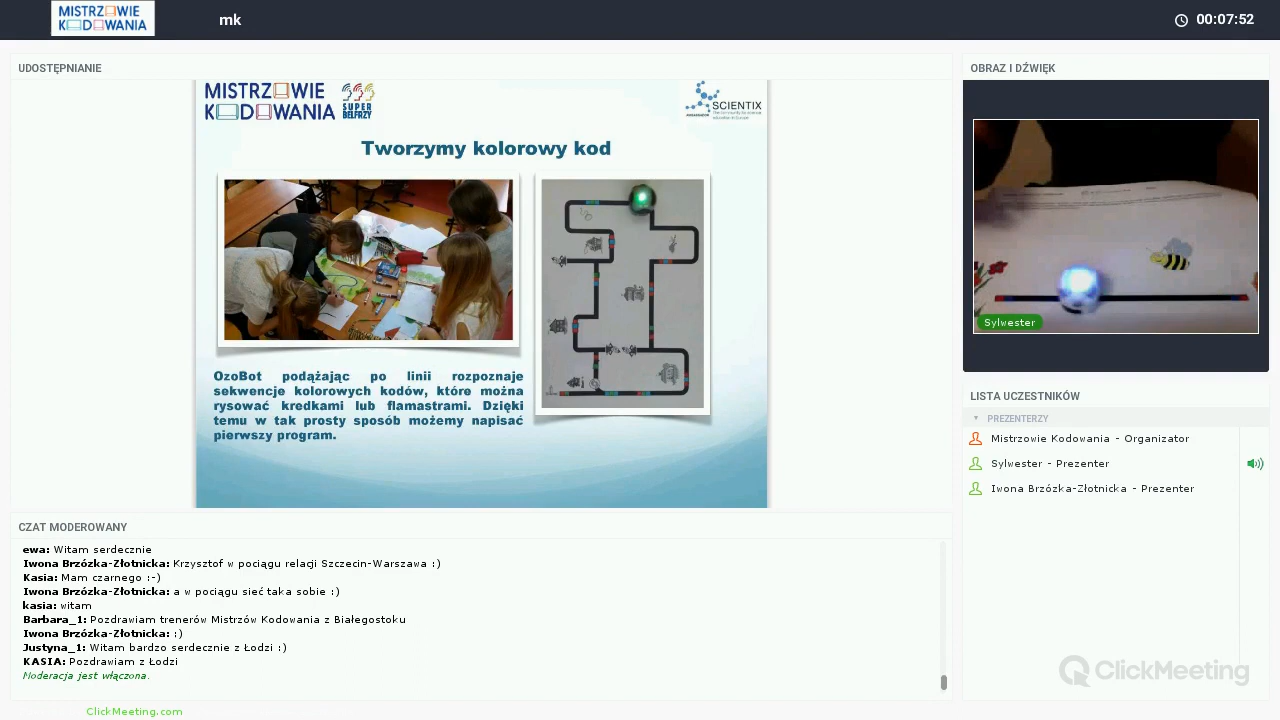 MISTRZOWIE
KODOWANIA
mk
00:07:52
UDOSTĘPNIANIE
MISTRZOWIE
KODOWANIA
SUPER
BELFRZY
SCIENTIX
Tworzymy kolorowy kod
OzoBot podążając po linii rozpoznaje
sekwencje kolorowych kodów, które można
rysować kredkami lub flamastrami. Dzięki
temu w tak prosty sposób możemy napisać
pierwszy program.
OBRAZ I DŹWIĘK
Sylwester
LISTA UCZESTNIKÓW
PREZENTERZY
Mistrzowie Kodowania - Organizator
Sylwester - Prezenter
Iwona Brzózka-Złotnicka - Prezenter
CZAT MODEROWANY
ewa: Witam serdecznie
Iwona Brzózka-Złotnicka: Krzysztof w pociągu relacji Szczecin-Warszawa :)
Kasia: Mam czarnego :-)
Iwona Brzózka-Złotnicka: a w pociągu sieć taka sobie :)
kasia: witam
Barbara_1: Pozdrawiam trenerów Mistrzów Kodowania z Białegostoku
Iwona Brzózka-Złotnicka: :)
Justyna_1: Witam bardzo serdecznie z Łodzi :)
KASIA: Pozdrawiam z Łodzi
Moderacja jest włączona.
ClickMeeting
ClickMeeting.com